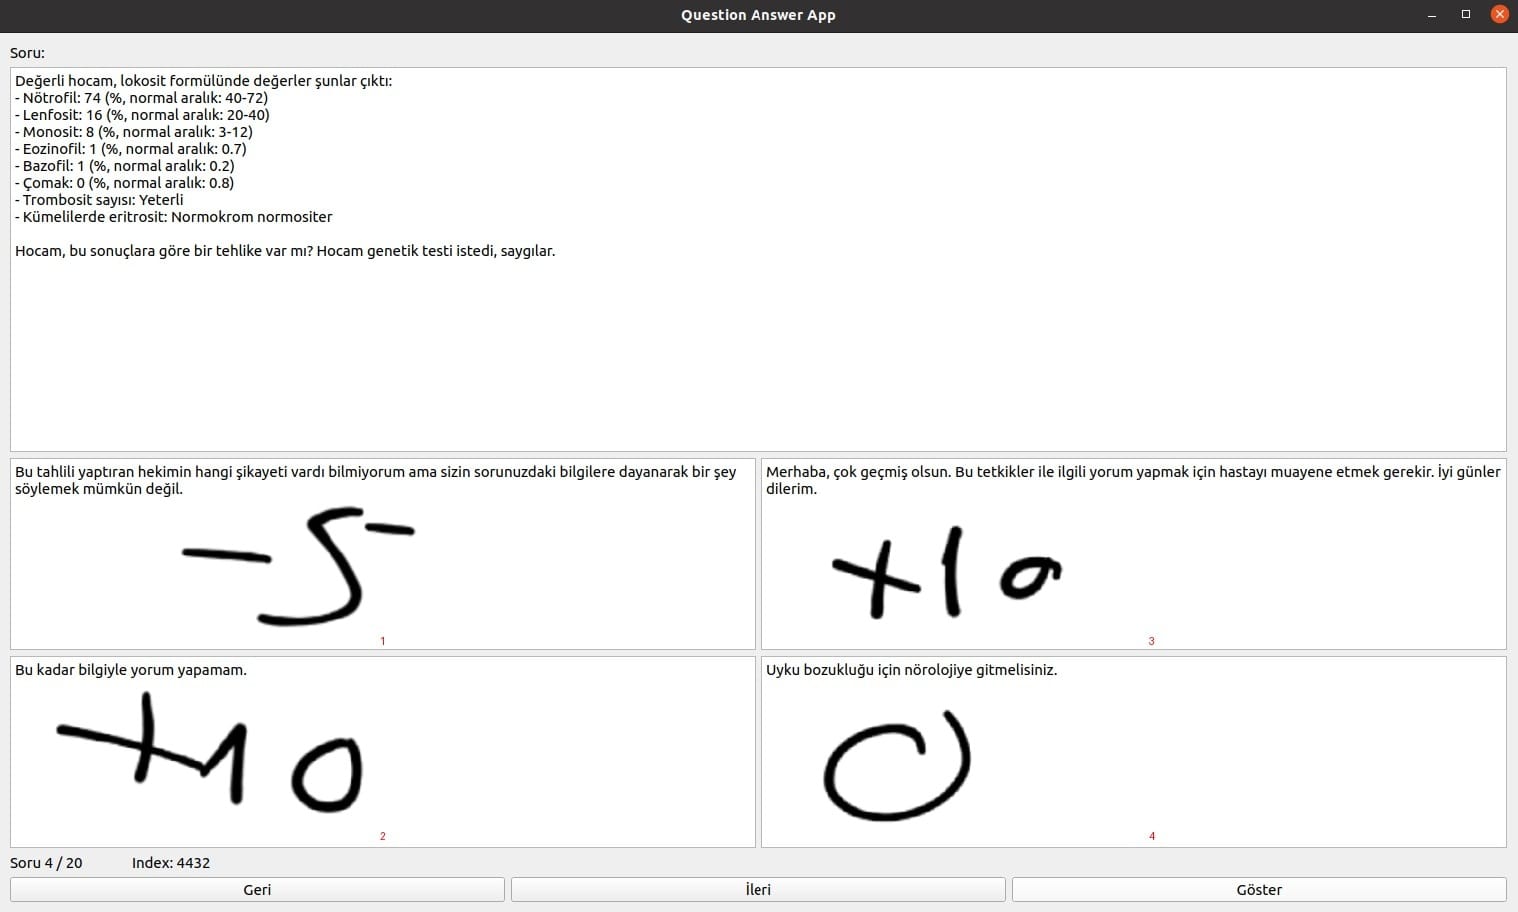 Question Answer App
Soru:
Değerli hocam, lokosit formülünde değerler şunlar çıktı:
- Nötrofil: 74 (%, normal aralık: 40-72)
- Lenfosit: 16 (%, normal aralık: 20-40)
- Monosit: 8 (%, normal aralık: 3-12)
- Eozinofil: 1 (%, normal aralık: 0.7)
- Bazofil: 1 (%, normal aralık: 0.2)
- Çomak: 0 (%, normal aralık: 0.8)
- Trombosit sayısı: Yeterli
- Kümelilerde eritrosit: Normokrom normositer
Hocam, bu sonuçlara göre bir tehlike var mı? Hocam genetik testi istedi, saygılar.
Bu tahlili yaptıran hekimin hangi şikayeti vardı bilmiyorum ama sizin sorunuzdaki bilgilere dayanarak bir şey
söylemek mümkün değil.
-5
1
Merhaba, çok geçmiş olsun. Bu tetkikler ile ilgili yorum yapmak için hastayı muayene etmek gerekir. İyi günler
dilerim.
+10
3
Bu kadar bilgiyle yorum yapamam.
+10
2
Uyku bozukluğu için nörolojiye gitmelisiniz.
0
4
Soru 4 / 20 Index: 4432
Geri İleri Göster